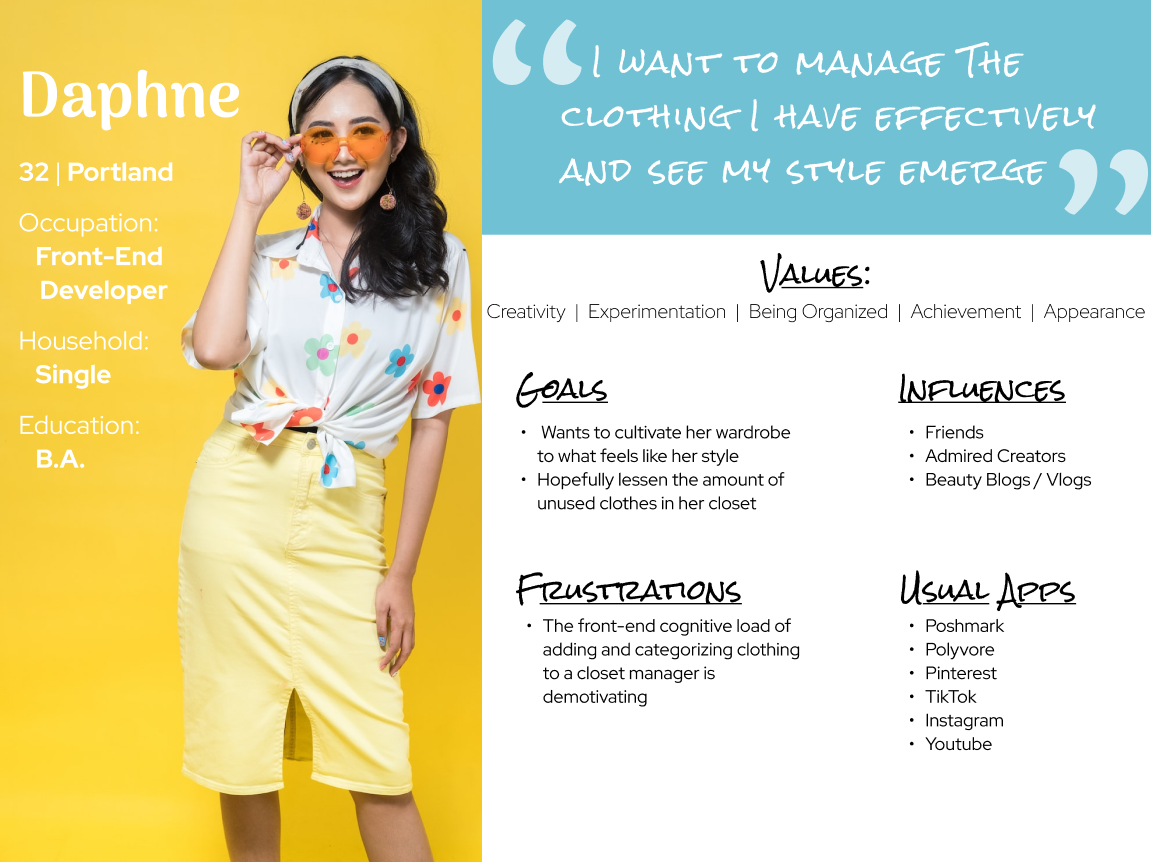 Daphne
32 | Portland
Occupation:
Front-End
Developer
Household:
Single
Education:
B.A.
“ I want to manage The
clothing I have effectively
and see my style emerge ”
Values:
Creativity | Experimentation | Being Organized | Achievement | Appearance
Goals
• Wants to cultivate her wardrobe
to what feels like her style
• Hopefully lessen the amount of
unused clothes in her closet
Influences
• Friends
• Admired Creators
• Beauty Blogs / Vlogs
Frustrations
• The front-end cognitive load of
adding and categorizing clothing
to a closet manager is
demotivating
Usual Apps
• Poshmark
• Polyvore
• Pinterest
• TikTok
• Instagram
• Youtube